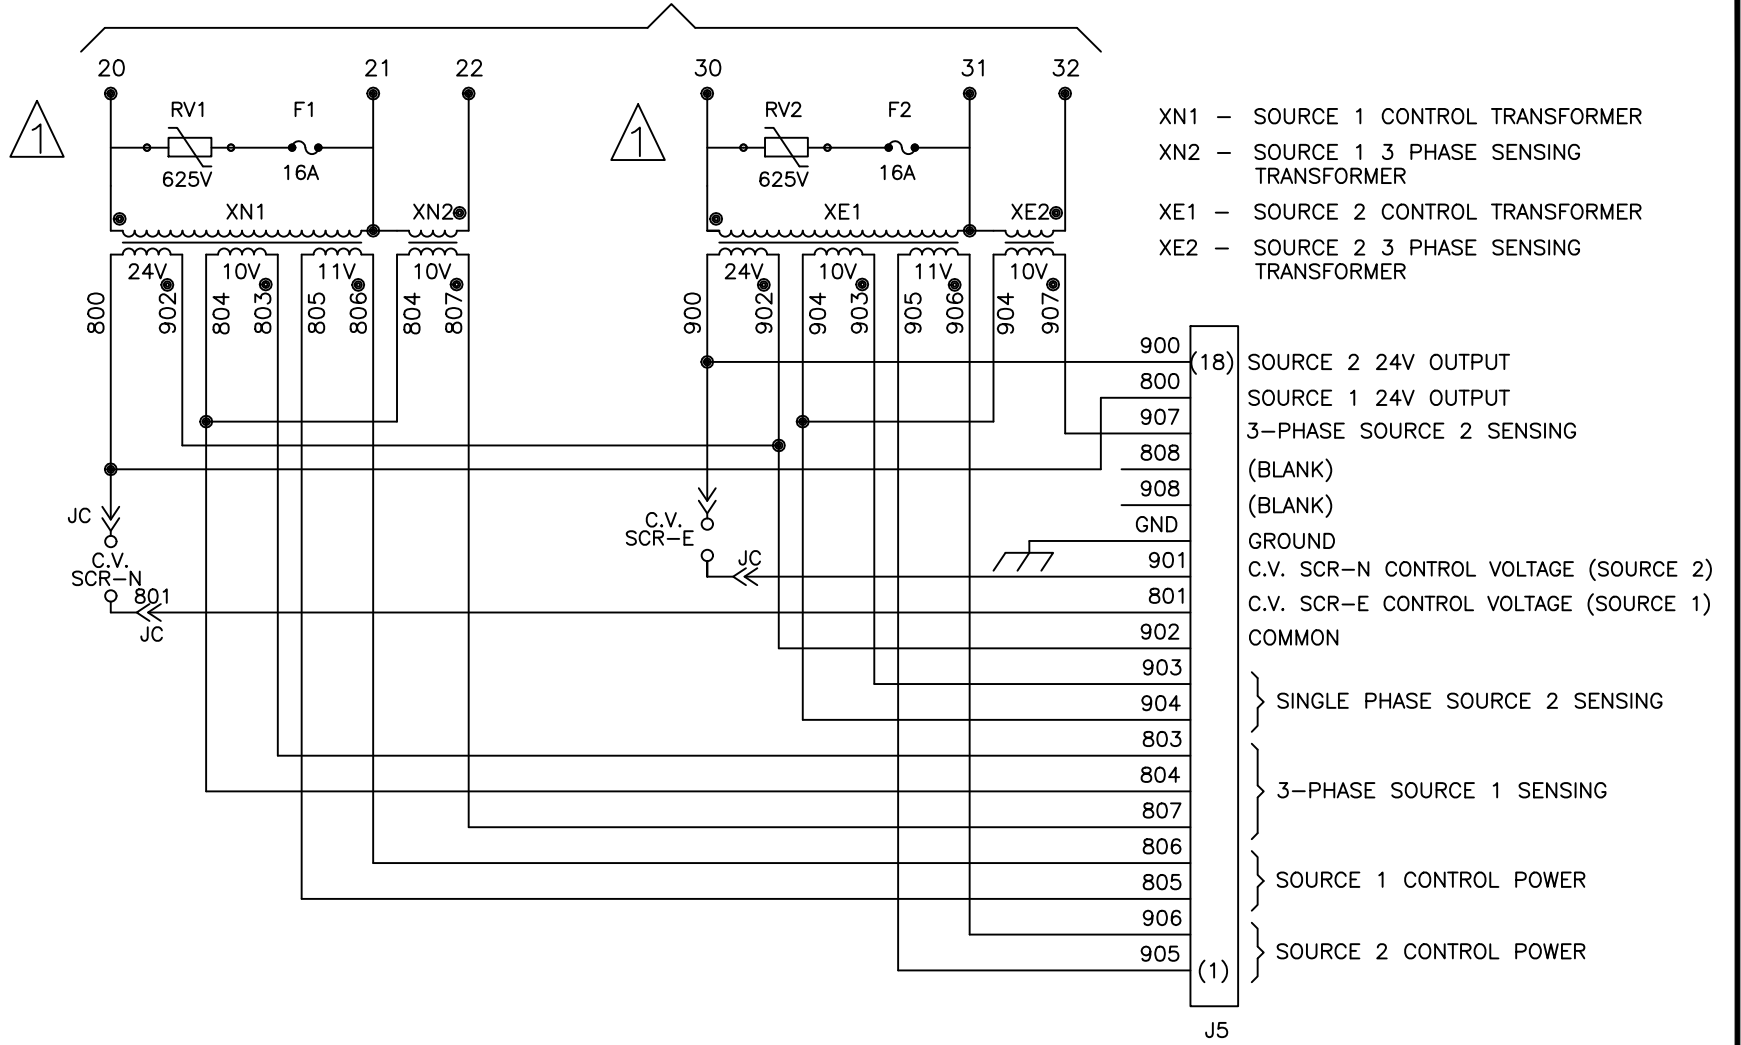 20 21 22 30 31 32
1 RV1 F1 1 RV2 F2
625V 16A 625V 16A
XN1 XN2 XE1 XE2
24V 10V 11V 10V 24V 10V 11V 10V
800 902 804 803 805 806 804 807 900 902 904 903 905 906 904 907
XN1 – SOURCE 1 CONTROL TRANSFORMER
XN2 – SOURCE 1 3 PHASE SENSING
TRANSFORMER
XE1 – SOURCE 2 CONTROL TRANSFORMER
XE2 – SOURCE 2 3 PHASE SENSING
TRANSFORMER
JC
C.V.
SCR–N
801
JC
C.V.
SCR–E
JC
900 (18) SOURCE 2 24V OUTPUT
800 SOURCE 1 24V OUTPUT
907 3–PHASE SOURCE 2 SENSING
808 (BLANK)
908 (BLANK)
GND GROUND
901 C.V. SCR–N CONTROL VOLTAGE (SOURCE 2)
801 C.V. SCR–E CONTROL VOLTAGE (SOURCE 1)
902 COMMON
903
904
SINGLE PHASE SOURCE 2 SENSING
803
804
807
3–PHASE SOURCE 1 SENSING
806
805
SOURCE 1 CONTROL POWER
906
905
SOURCE 2 CONTROL POWER
(1)
J5